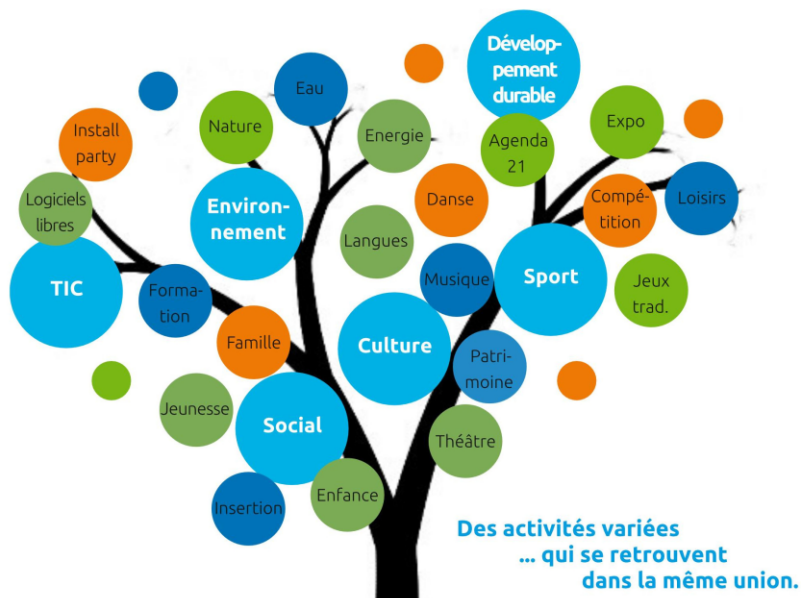 Dévelop-
pement
durable
Eau
Install
party
Nature
Energie
Agenda
21
Expo
Logiciels
libres
Environ-
nement
Danse
Compé-
tition
Loisirs
Langues
TIC
Forma-
tion
Musique
Sport
Jeux
trad.
Famille
Culture
Patri-
moine
Jeunesse
Social
Théâtre
Insertion
Enfance
Des activités variées
... qui se retrouvent
dans la même union.